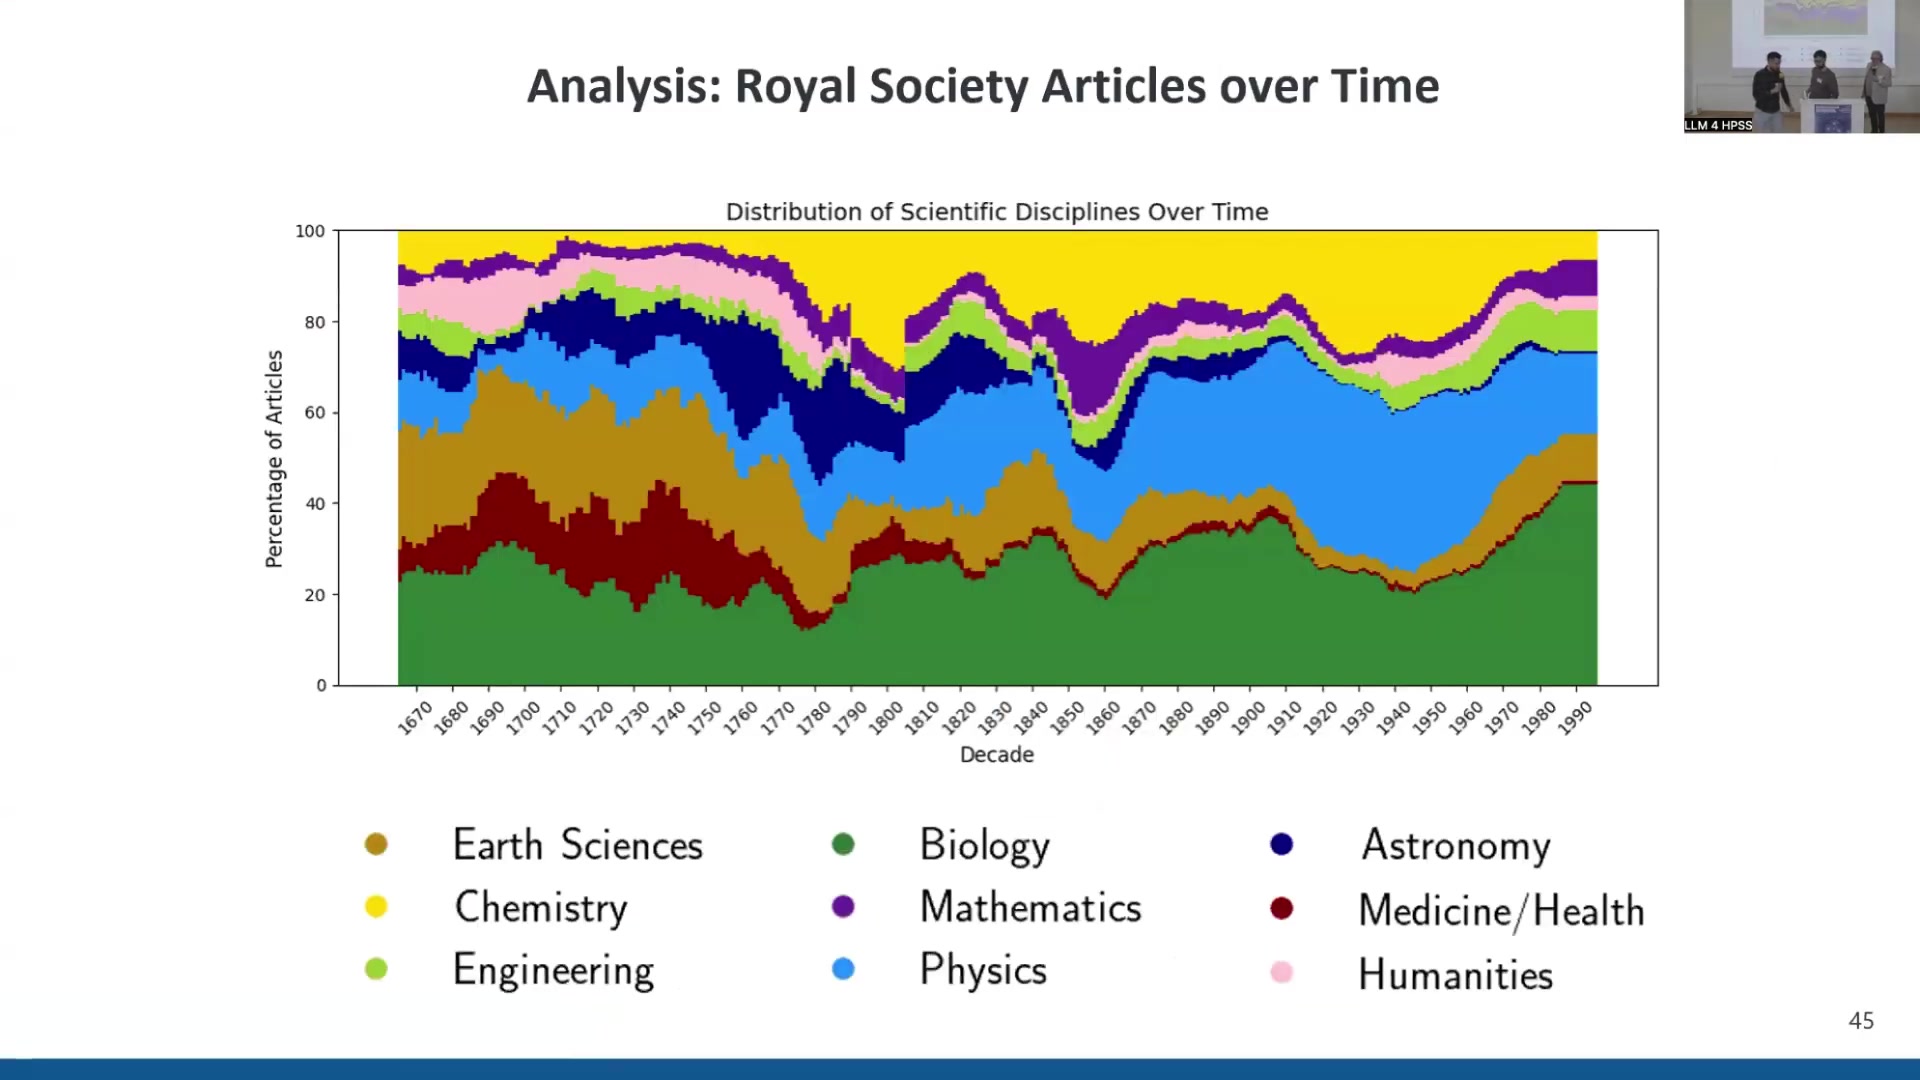 Analysis: Royal Society Articles over Time
LLM 4 HPSS
Distribution of Scientific Disciplines Over Time
Percentage of Articles
100
80
60
40
20
0
1670 1680 1690 1700 1710 1720 1730 1740 1750 1760 1770 1780 1790 1800 1810 1820 1830 1840 1850 1860 1870 1880 1890 1900 1910 1920 1930 1940 1950 1960 1970 1980 1990
Decade
Earth Sciences Biology Astronomy
Chemistry Mathematics Medicine/Health
Engineering Physics Humanities
45